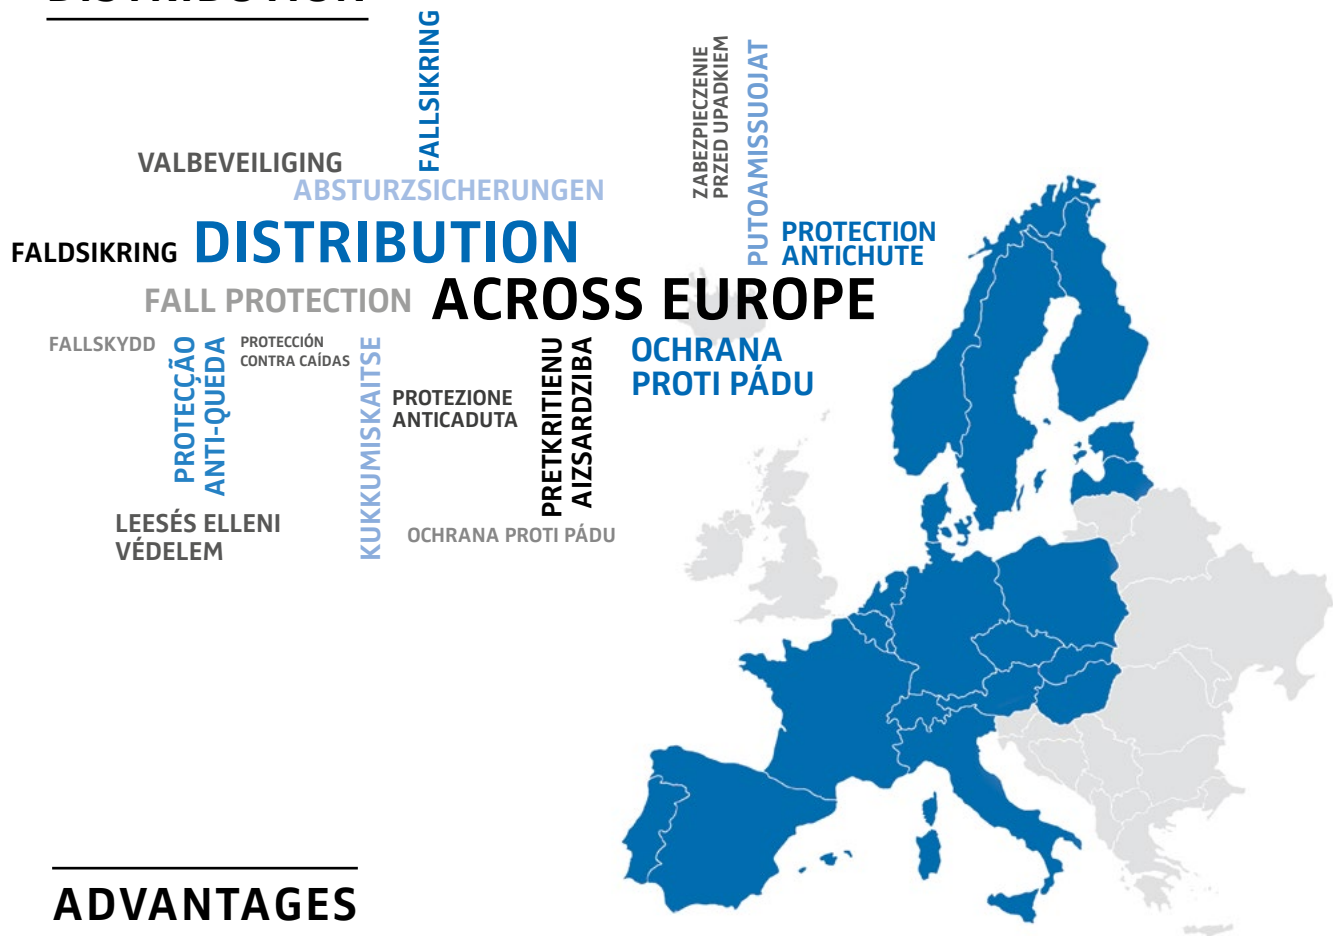 DISTRIBUTION
FALLSIKRING
ZABEZPIECZENIE
PRZED UPADKIEM
PUTOAMISSUOJAT
VALBEVEILIGING
ABSTURZSICHERUNGEN
FALDSIKRING
DISTRIBUTION
PROTECTION
ANTICHUTE
FALL PROTECTION
ACROSS EUROPE
FALLSKYDD
PROTECÇÃO
ANTI-QUEDA
PROTECCIÓN
CONTRA CAÍDAS
KUKKUMISKAITSE
PROTEZIONE
ANTICADUTA
PRETKRITIENU
AIZSARDZIBA
OCHRANA
PROTI PÁDU
LEESÉS ELLENI
VÉDELEM
OCHRANA PROTI PÁDU
ADVANTAGES